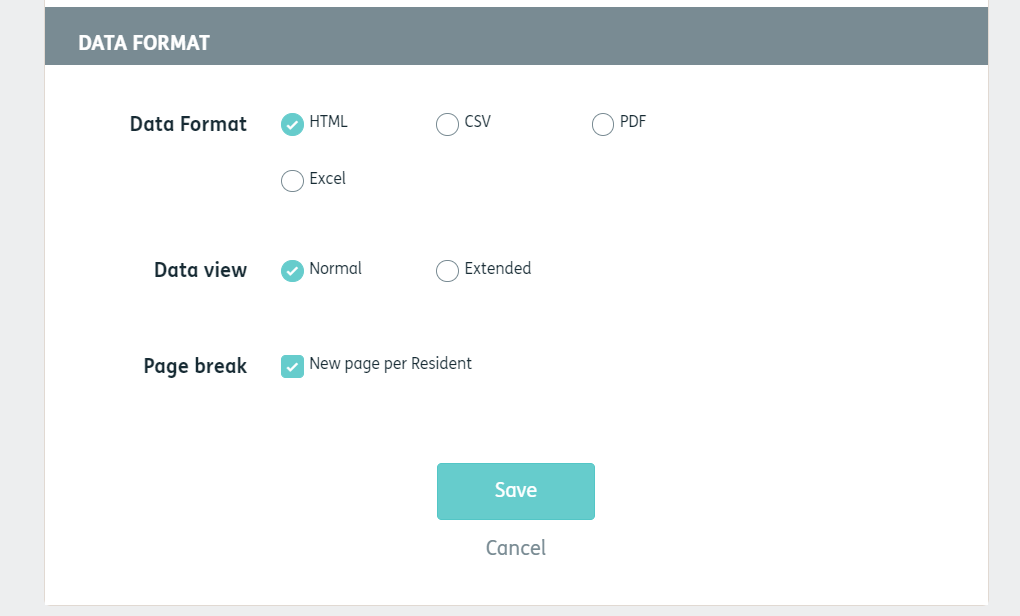 DATA FORMAT
Data Format HTML CSV PDF
Excel
Data view Normal Extended
Page break New page per Resident
Save
Cancel